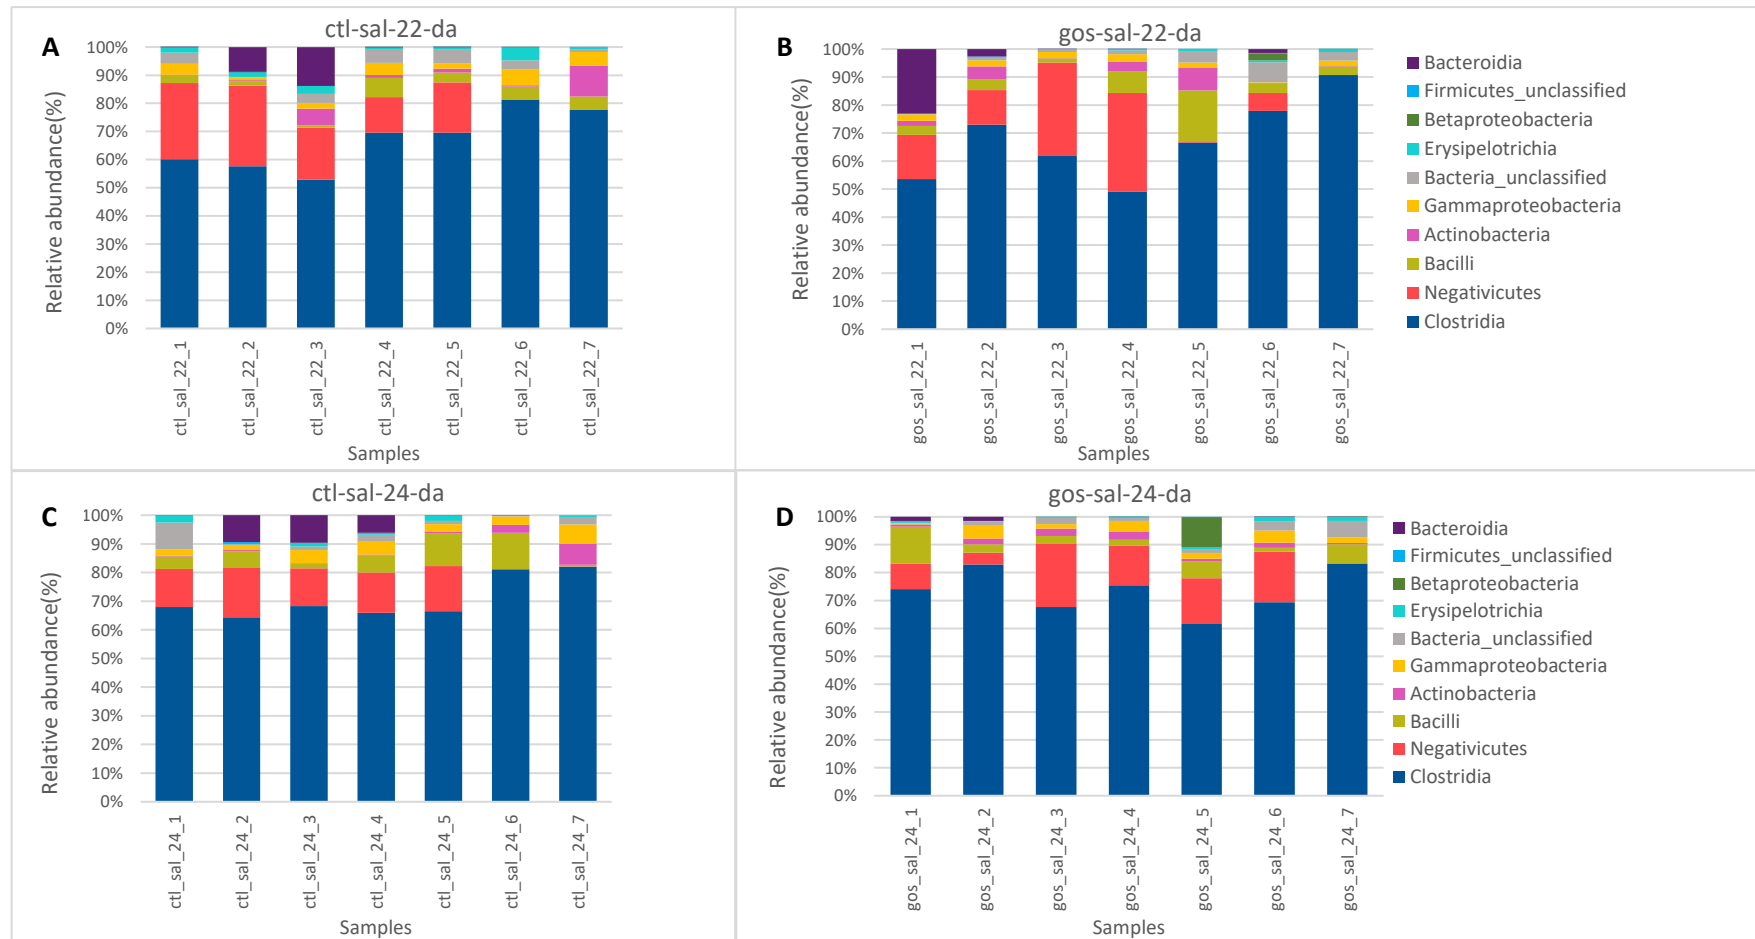 A
ctl-sal-22-da
Relative abundance(%)
100%
90%
80%
70%
60%
50%
40%
30%
20%
10%
0%
ctl_sal_22_1
ctl_sal_22_2
ctl_sal_22_3
ctl_sal_22_4
ctl_sal_22_5
ctl_sal_22_6
ctl_sal_22_7
Samples
B
gos-sal-22-da
Relative abundance(%)
100%
90%
80%
70%
60%
50%
40%
30%
20%
10%
0%
gos_sal_22_1
gos_sal_22_2
gos_sal_22_3
gos_sal_22_4
gos_sal_22_5
gos_sal_22_6
gos_sal_22_7
Samples
Bacteroidia
Firmicutes_unclassified
Betaproteobacteria
Erysipelotrichia
Bacteria_unclassified
Gammaproteobacteria
Actinobacteria
Bacilli
Negativicutes
Clostridia
C
ctl-sal-24-da
Relative abundance(%)
100%
90%
80%
70%
60%
50%
40%
30%
20%
10%
0%
ctl_sal_24_1
ctl_sal_24_2
ctl_sal_24_3
ctl_sal_24_4
ctl_sal_24_5
ctl_sal_24_6
ctl_sal_24_7
Samples
D
gos-sal-24-da
Relative abundance(%)
100%
90%
80%
70%
60%
50%
40%
30%
20%
10%
0%
gos_sal_24_1
gos_sal_24_2
gos_sal_24_3
gos_sal_24_4
gos_sal_24_5
gos_sal_24_6
gos_sal_24_7
Samples
Bacteroidia
Firmicutes_unclassified
Betaproteobacteria
Erysipelotrichia
Bacteria_unclassified
Gammaproteobacteria
Actinobacteria
Bacilli
Negativicutes
Clostridia